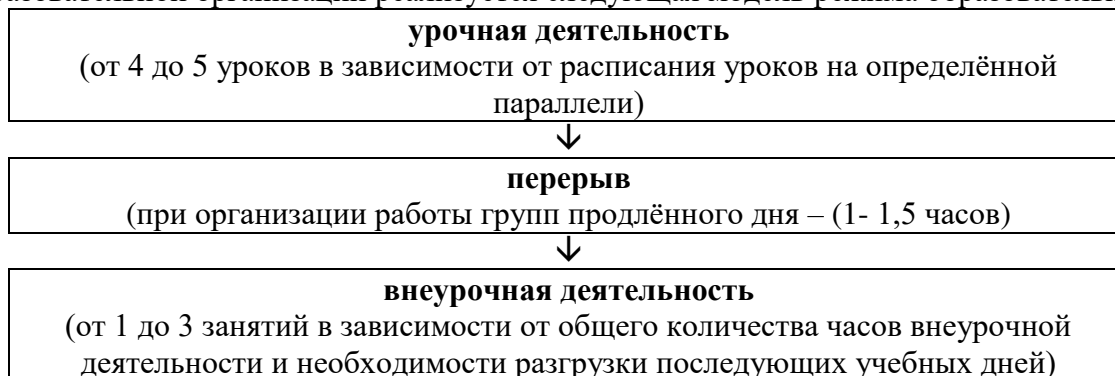 урочная деятельность
(от 4 до 5 уроков в зависимости от расписания уроков на определённой
параллели)
↓
перерыв
(при организации работы групп продлённого дня – (1- 1,5 часов)
↓
внеурочная деятельность
(от 1 до 3 занятий в зависимости от общего количества часов внеурочной
деятельности и необходимости разгрузки последующих учебных дней)